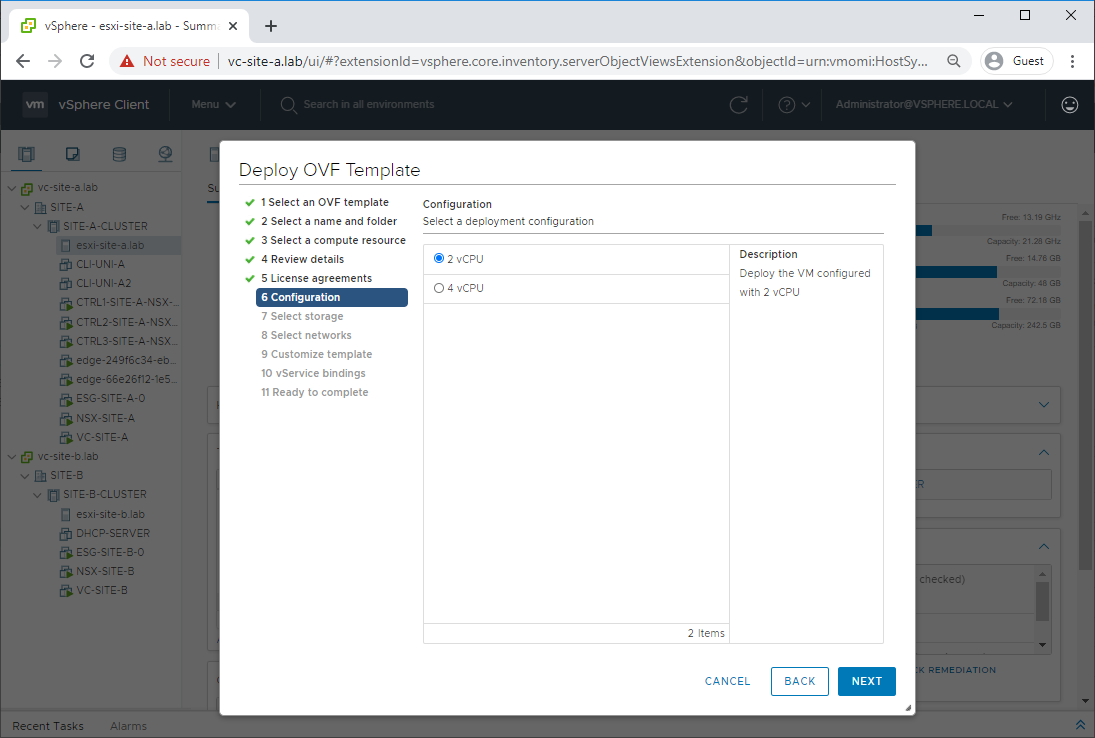 vSphere - esxi-site-a.lab - Summa
Not secure
vc-site-a.lab/ui/#?extensionId=vsphere.core.inventory.serverObjectViewsExtension&objectId=urn:vmomi:HostSy...
Guest
vm vSphere Client
Menu
Search in all environments
Administrator@VSPHERE.LOCAL
vc-site-a.lab
SITE-A
SITE-A-CLUSTER
esxi-site-a.lab
CLI-UNI-A
CLI-UNI-A2
CTRL1-SITE-A-NSX-...
CTRL2-SITE-A-NSX...
CTRL3-SITE-A-NSX...
edge-249f6c34-eb...
edge-66e26f12-1e5...
ESG-SITE-A-0
NSX-SITE-A
VC-SITE-A
vc-site-b.lab
SITE-B
SITE-B-CLUSTER
esxi-site-b.lab
DHCP-SERVER
ESG-SITE-B-0
NSX-SITE-B
VC-SITE-B
Su
Deploy OVF Template
1 Select an OVF template
2 Select a name and folder
3 Select a compute resource
4 Review details
5 License agreements
6 Configuration
7 Select storage
8 Select networks
9 Customize template
10 vService bindings
11 Ready to complete
Configuration
Select a deployment configuration
2 vCPU
4 vCPU
2 Items
Description
Deploy the VM configured
with 2 vCPU
CANCEL
BACK
NEXT
Free: 13.19 GHz
Capacity: 21.28 GHz
Free: 14.76 GB
Capacity: 48 GB
Free: 72.18 GB
Capacity: 242.5 GB
ER
checked)
CK REMEDIATION
Recent Tasks
Alarms